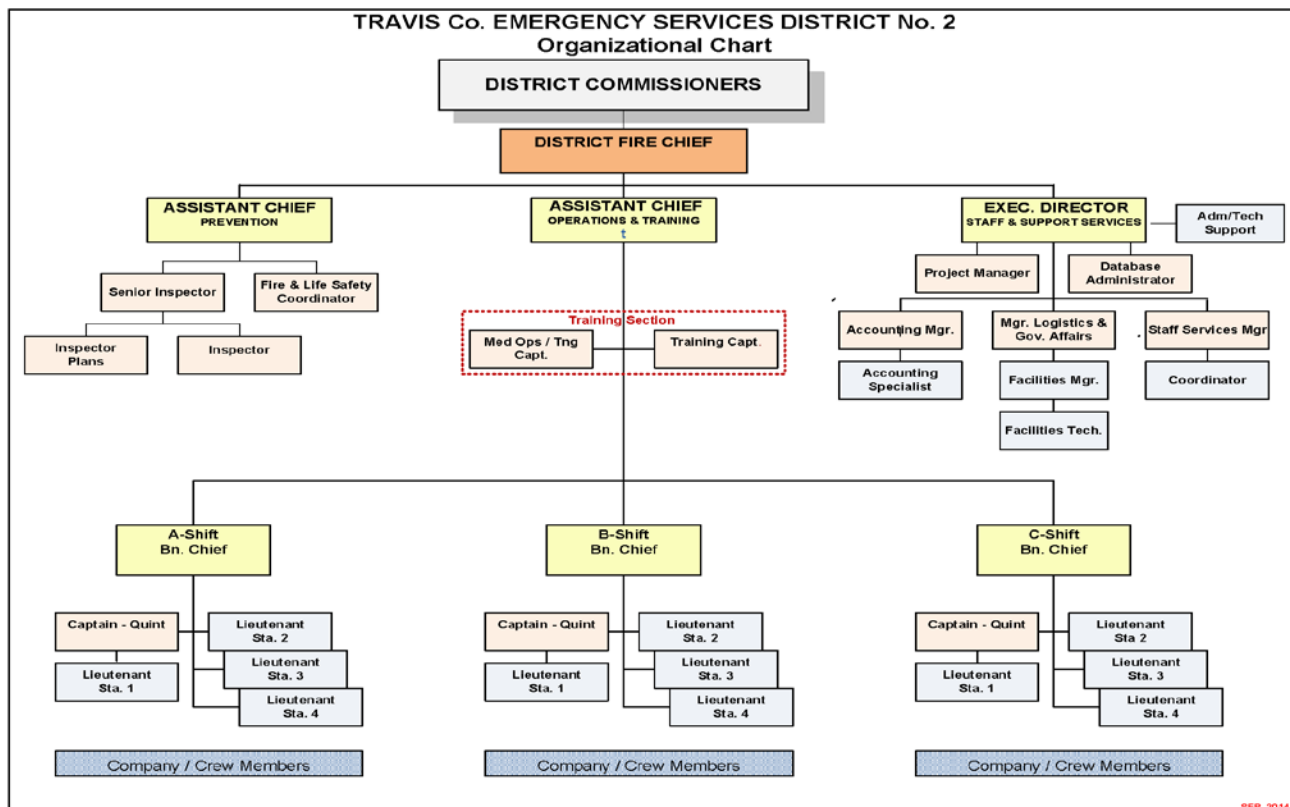 TRAVIS Co. EMERGENCY SERVICES DISTRICT No. 2
Organizational Chart
DISTRICT COMMISSIONERS
DISTRICT FIRE CHIEF
ASSISTANT CHIEF
PREVENTION
ASSISTANT CHIEF
OPERATIONS & TRAINING
t
EXEC. DIRECTOR
STAFF & SUPPORT SERVICES
Adm/Tech
Support
Senior Inspector
Fire & Life Safety
Coordinator
Inspector
Plans
Inspector
Training Section
Med Ops / Tng
Capt.
Training Capt.
Project Manager
Database
Administrator
Accounting Mgr.
Mgr. Logistics &
Gov. Affairs
Staff Services Mgr
Accounting
Specialist
Facilities Mgr.
Coordinator
Facilities Tech.
A-Shift
Bn. Chief
B-Shift
Bn. Chief
C-Shift
Bn. Chief
Captain - Quint
Lieutenant
Sta. 2
Lieutenant
Sta. 1
Lieutenant
Sta. 3
Lieutenant
Sta. 4
Captain - Quint
Lieutenant
Sta. 2
Lieutenant
Sta. 1
Lieutenant
Sta. 3
Lieutenant
Sta. 4
Captain - Quint
Lieutenant
Sta 2
Lieutenant
Sta. 1
Lieutenant
Sta. 3
Lieutenant
Sta. 4
Company / Crew Members
Company / Crew Members
Company / Crew Members